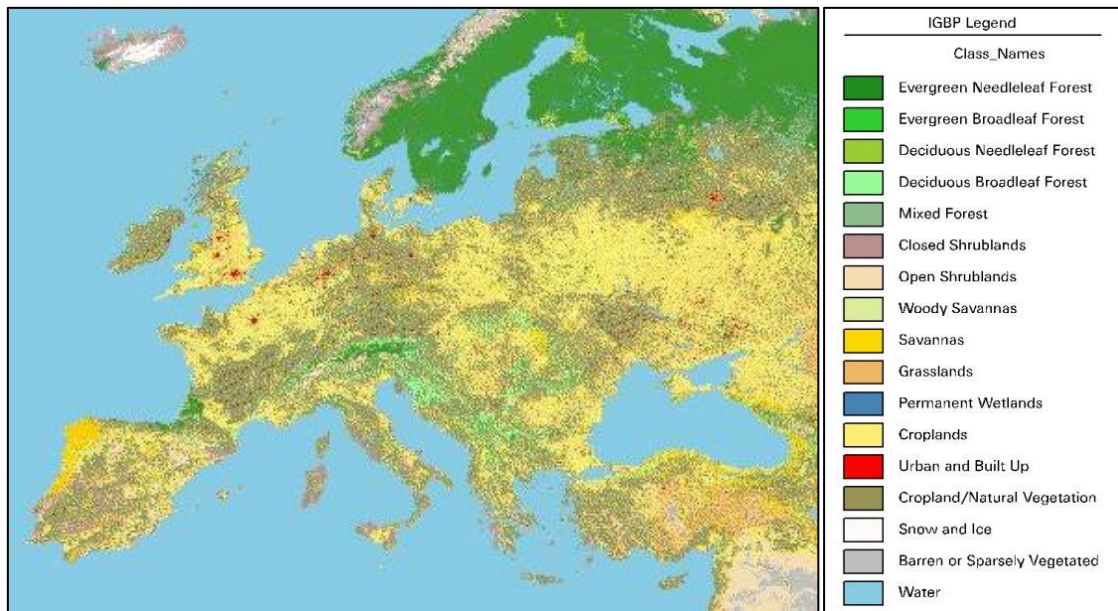 IGBP Legend
Class_Names
Evergreen Needleleaf Forest
Evergreen Broadleaf Forest
Deciduous Needleleaf Forest
Deciduous Broadleaf Forest
Mixed Forest
Closed Shrublands
Open Shrublands
Woody Savannas
Savannas
Grasslands
Permanent Wetlands
Croplands
Urban and Built Up
Cropland/Natural Vegetation
Snow and Ice
Barren or Sparsely Vegetated
Water